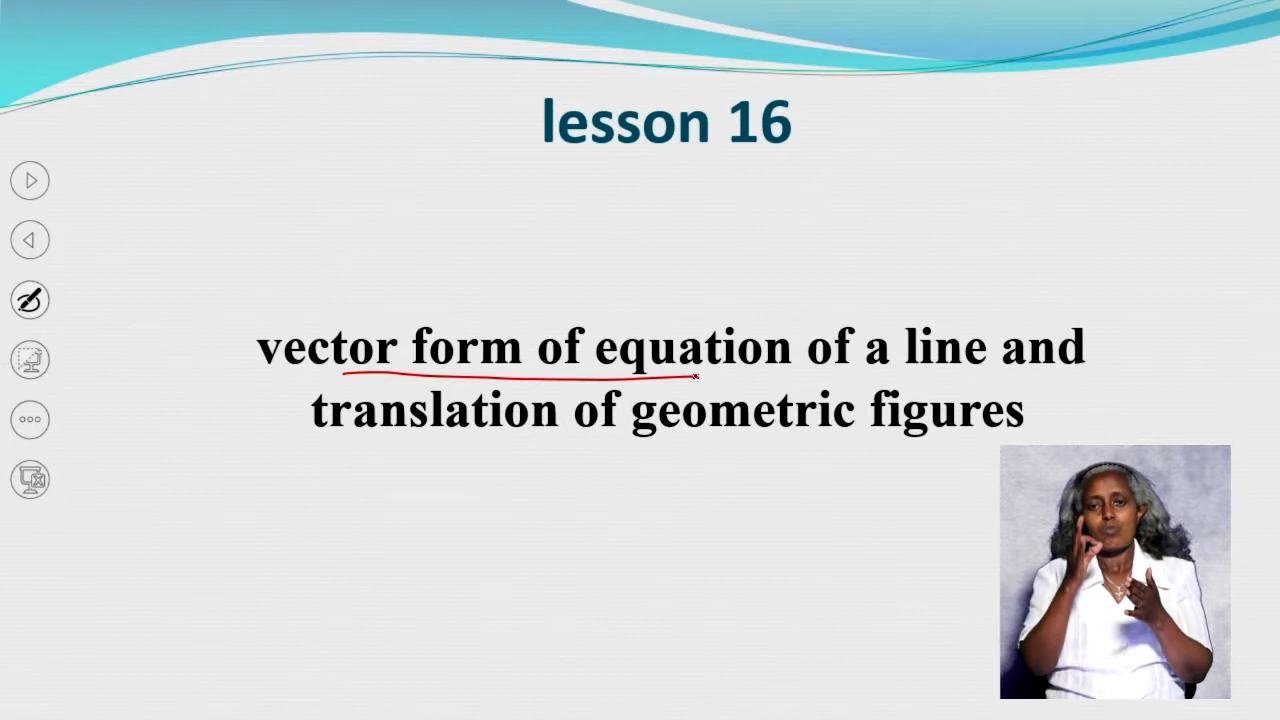 lesson 16
vector form of equation of a line and
translation of geometric figures